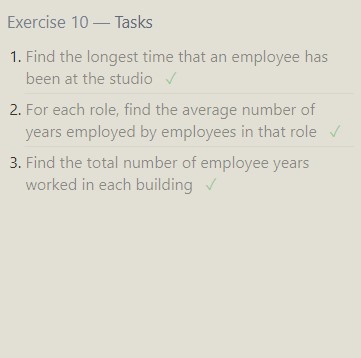 Exercise 10 — Tasks
1. Find the longest time that an employee has
been at the studio ✓
2. For each role, find the average number of
years employed by employees in that role ✓
3. Find the total number of employee years
worked in each building ✓